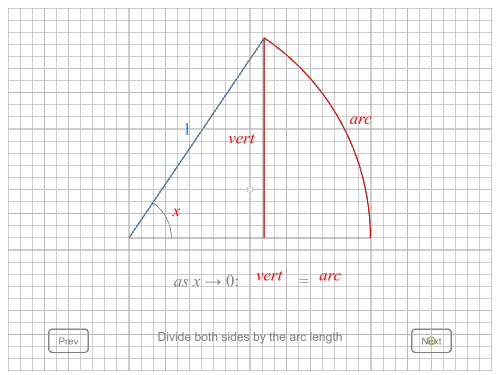 1
vert
arc
x
as x → 0: vert = arc
Divide both sides by the arc length
Prev
Next